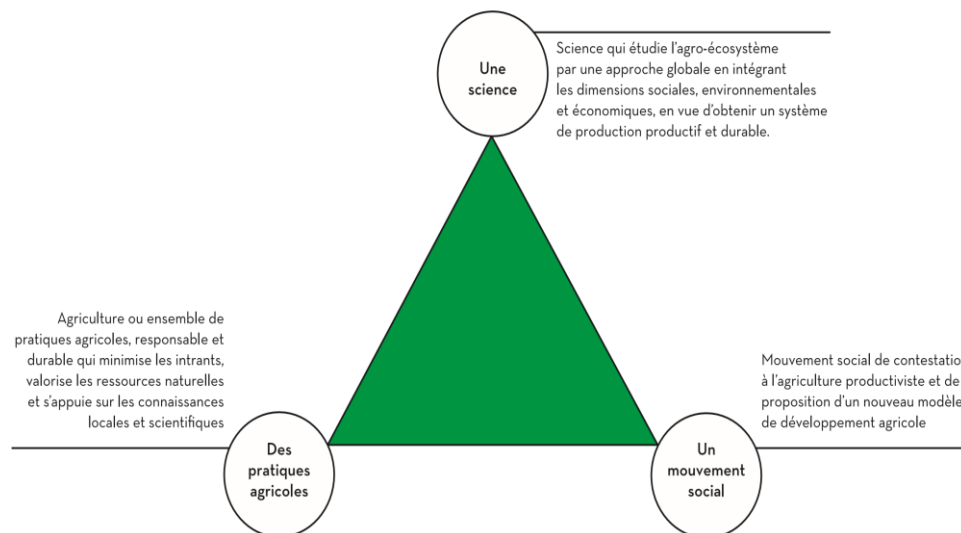 Une
science
Science qui étudie l'agro-écosystème
par une approche globale en intégrant
les dimensions sociales, environnementales
et économiques, en vue d'obtenir un système
de production productif et durable.
Agriculture ou ensemble de
pratiques agricoles, responsable et
durable qui minimise les intrants,
valorise les ressources naturelles
et s'appuie sur les connaissances
locales et scientifiques
Des
pratiques
agricoles
Mouvement social de contestatio
à l'agriculture productiviste et de
proposition d'un nouveau modèle
de développement agricole
Un
mouvement
social